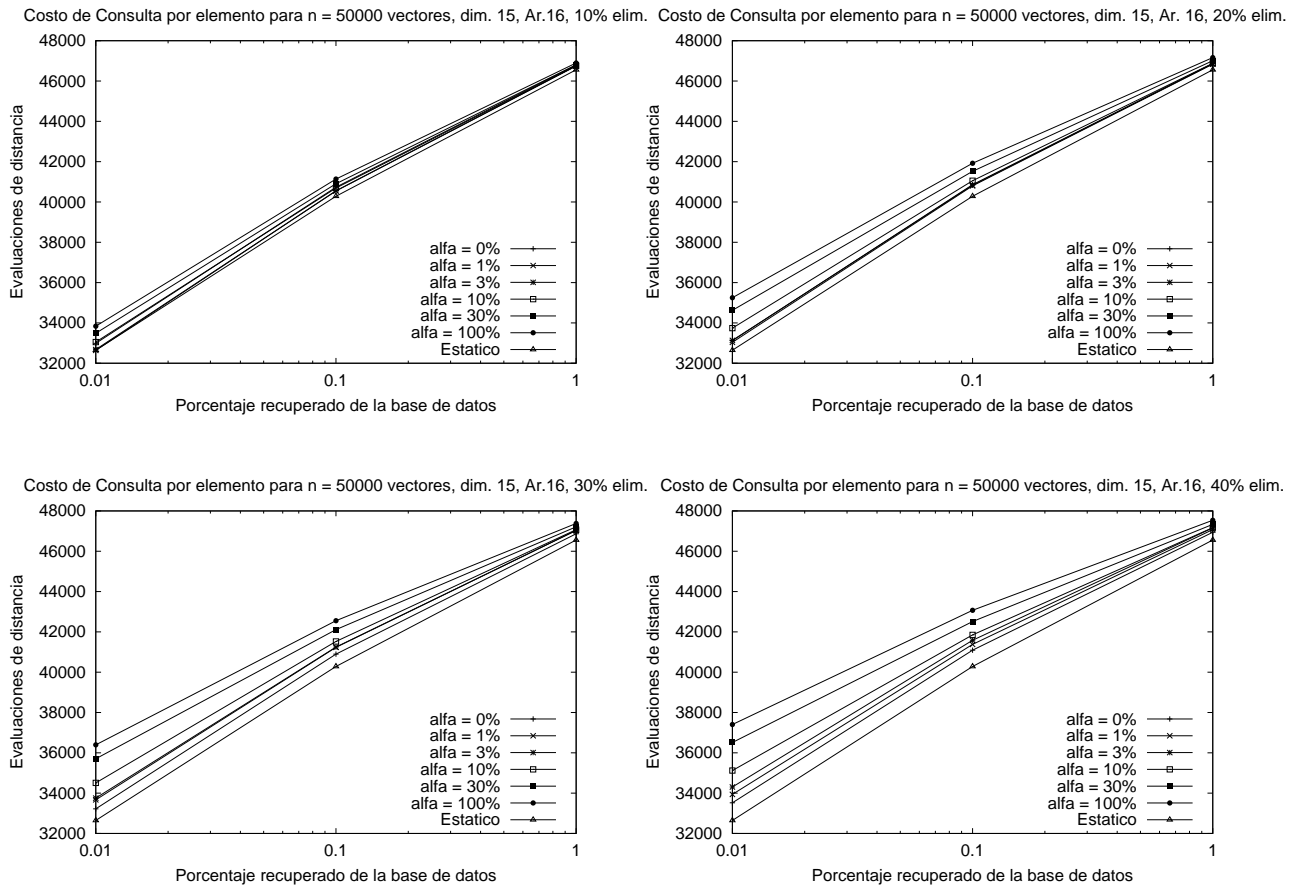 Costo de Consulta por elemento para n = 50000 vectores, dim. 15, Ar.16, 10% elim.
48000
46000
44000
42000
40000
38000
36000
34000
32000
Evaluaciones de distancia
alfa = 0%
alfa = 1%
alfa = 3%
alfa = 10%
alfa = 30%
alfa = 100%
Estatico
0.01
0.1
1
Porcentaje recuperado de la base de datos
Costo de Consulta por elemento para n = 50000 vectores, dim. 15, Ar. 16, 20% elim.
48000
46000
44000
42000
40000
38000
36000
34000
32000
Evaluaciones de distancia
alfa = 0%
alfa = 1%
alfa = 3%
alfa = 10%
alfa = 30%
alfa = 100%
Estatico
0.01
0.1
1
Porcentaje recuperado de la base de datos
Costo de Consulta por elemento para n = 50000 vectores, dim. 15, Ar.16, 30% elim.
48000
46000
44000
42000
40000
38000
36000
34000
32000
Evaluaciones de distancia
alfa = 0%
alfa = 1%
alfa = 3%
alfa = 10%
alfa = 30%
alfa = 100%
Estatico
0.01
0.1
1
Porcentaje recuperado de la base de datos
Costo de Consulta por elemento para n = 50000 vectores, dim. 15, Ar.16, 40% elim.
48000
46000
44000
42000
40000
38000
36000
34000
32000
Evaluaciones de distancia
alfa = 0%
alfa = 1%
alfa = 3%
alfa = 10%
alfa = 30%
alfa = 100%
Estatico
0.01
0.1
1
Porcentaje recuperado de la base de datos